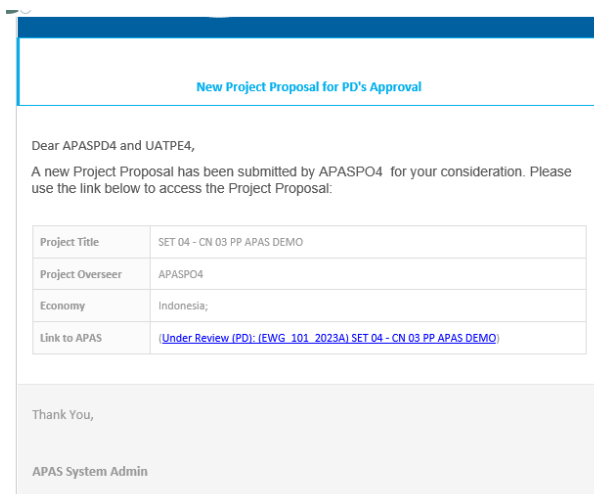 New Project Proposal for PD's Approval
Dear APASPD4 and UATPE4,
A new Project Proposal has been submitted by APASPO4 for your consideration. Please
use the link below to access the Project Proposal:
Project Title SET 04 - CN 03 PP APAS DEMO
Project Overseer APASPO4
Economy Indonesia;
Link to APAS (Under Review (PD): (EWG_101_2023A) SET 04 - CN 03 PP APAS DEMO)
Thank You,
APAS System Admin